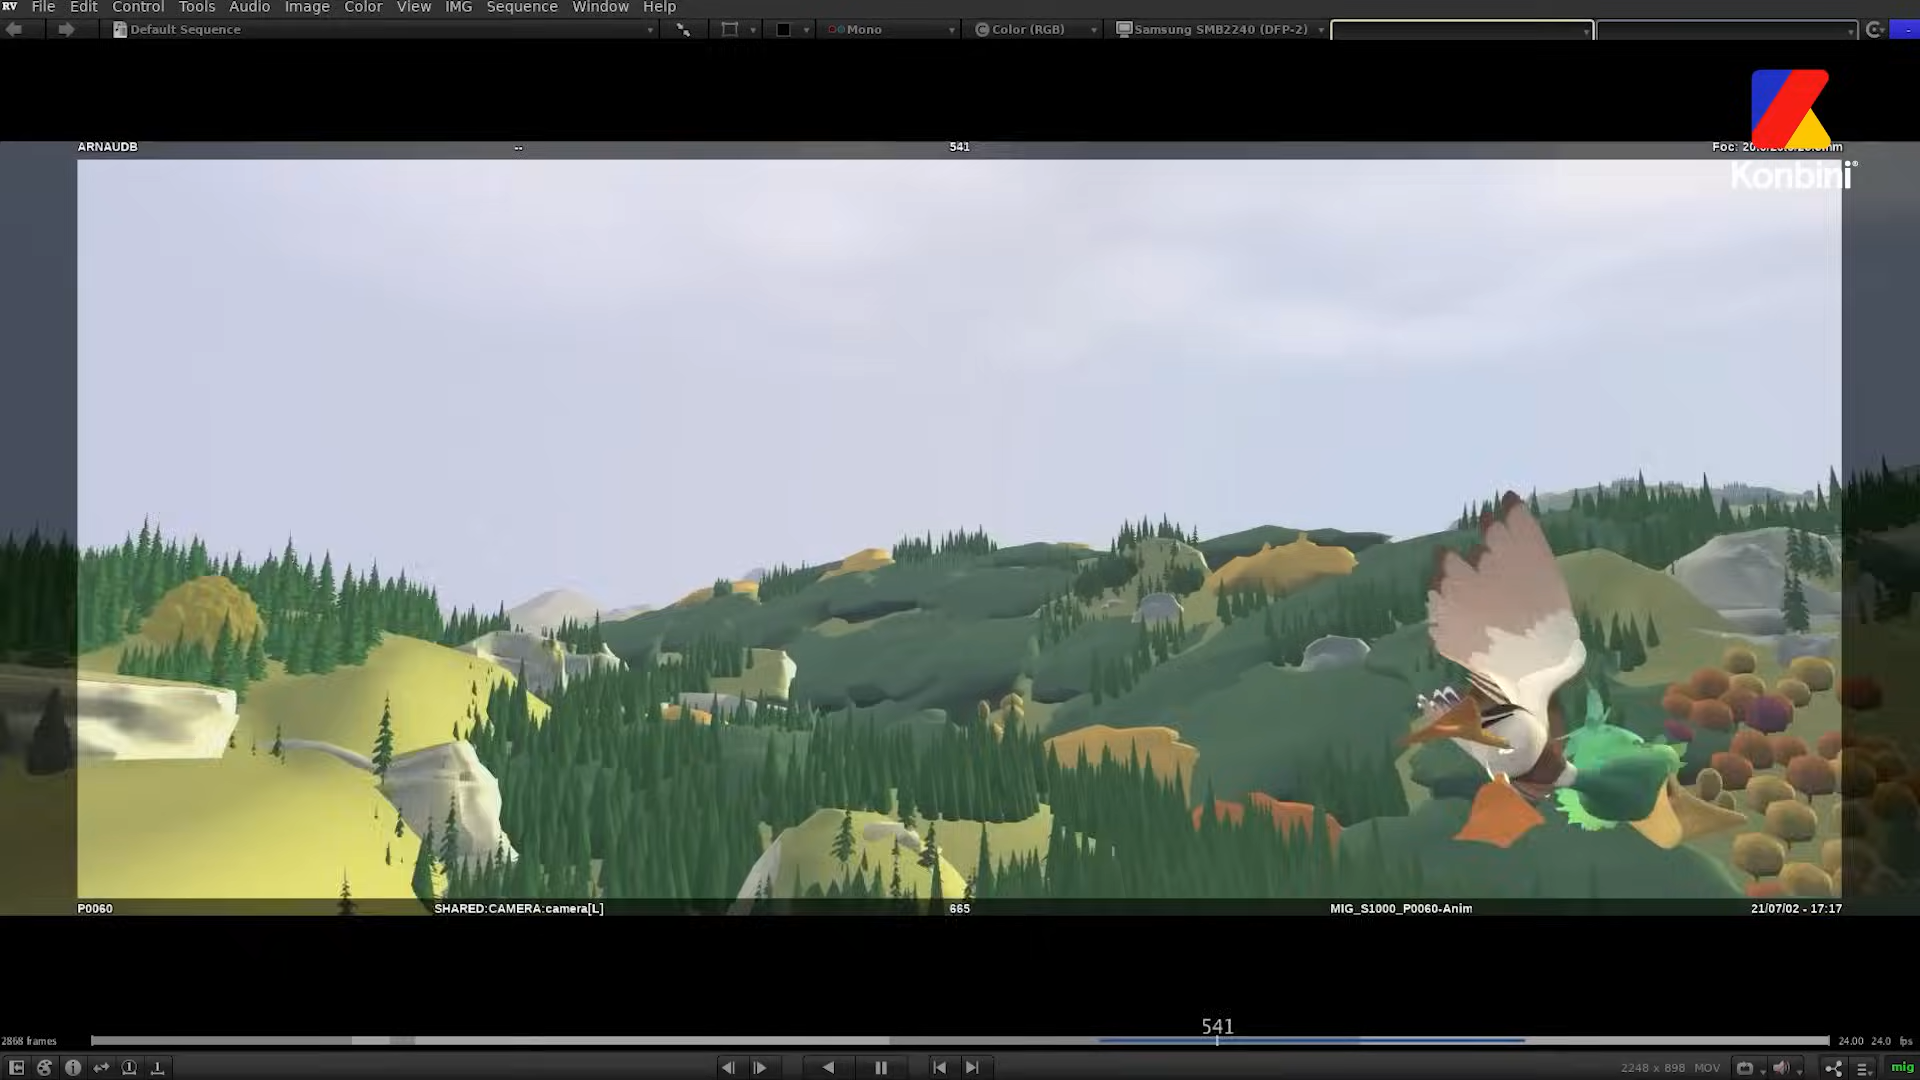 RV File Edit Control Tools Audio Image Color View IMG Sequence Window Help
Default Sequence Mono Color (RGB) Samsung SMB2240 (DFP-2)
ARNAUDB -- 541 Foc:
Konbini
P0060 SHARED:CAMERA:camera[L] 665 MIG_S1000_P0060-Anim 21/07/02 - 17:17
541
2868 frames 24.00 24.0 fps
2248 x 898 MOV mig